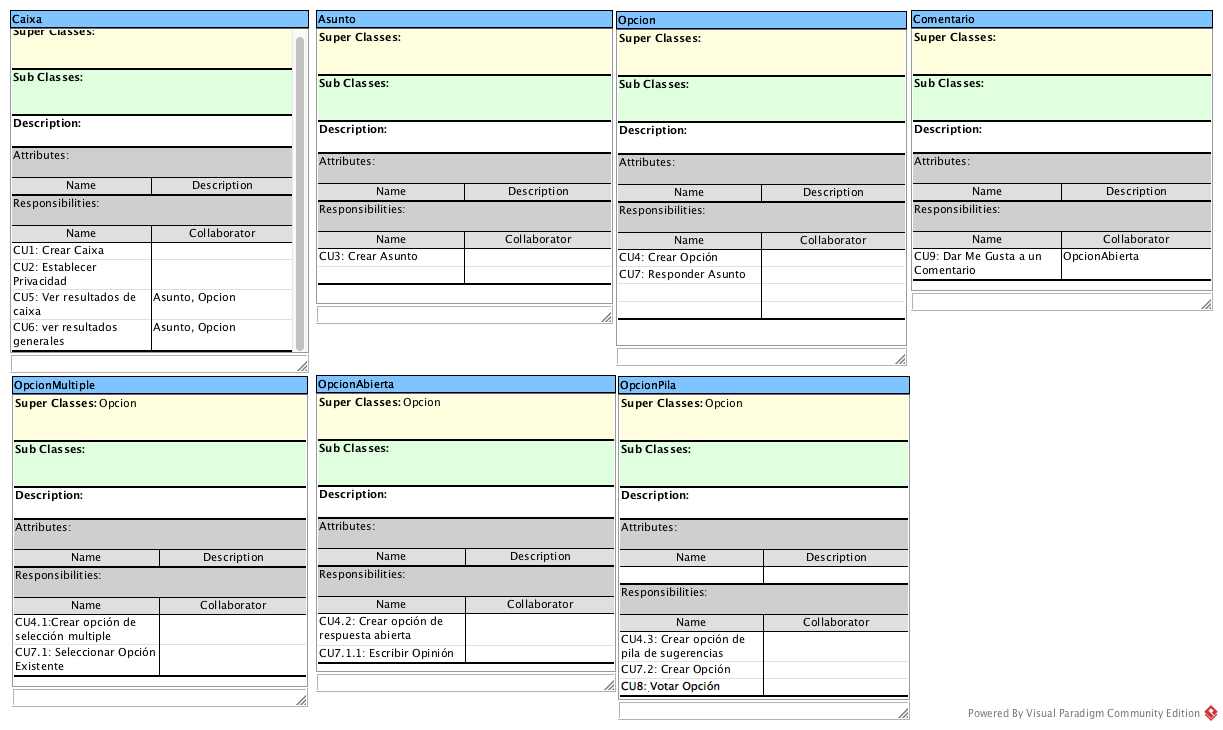 Caixa
Super Classes:
Sub Classes:
Description:
Attributes:
Name Description
Responsibilities:
Name Collaborator
CU1: Crear Caixa
CU2: Establecer
Privacidad
CU5: Ver resultados de Asunto, Opcion
caixa
CU6: ver resultados Asunto, Opcion
generales
Asunto
Super Classes:
Sub Classes:
Description:
Attributes:
Name Description
Responsibilities:
Name Collaborator
CU3: Crear Asunto
Opcion
Super Classes:
Sub Classes:
Description:
Attributes:
Name Description
Responsibilities:
Name Collaborator
CU4: Crear Opción
CU7: Responder Asunto
Comentario
Super Classes:
Sub Classes:
Description:
Attributes:
Name Description
Responsibilities:
Name Collaborator
CU9: Dar Me Gusta a un OpcionAbierta
Comentario
OpcionMultiple
Super Classes: Opcion
Sub Classes:
Description:
Attributes:
Name Description
Responsibilities:
Name Collaborator
CU4.1:Crear opción de
selección multiple
CU7.1: Seleccionar Opción
Existente
OpcionAbierta
Super Classes: Opcion
Sub Classes:
Description:
Attributes:
Name Description
Responsibilities:
Name Collaborator
CU4.2: Crear opción de
respuesta abierta
CU7.1.1: Escribir Opinión
OpcionPila
Super Classes: Opcion
Sub Classes:
Description:
Attributes:
Name Description
Responsibilities:
Name Collaborator
CU4.3: Crear opción de
pila de sugerencias
CU7.2: Crear Opción
CU8: Votar Opción
Powered By Visual Paradigm Community Edition